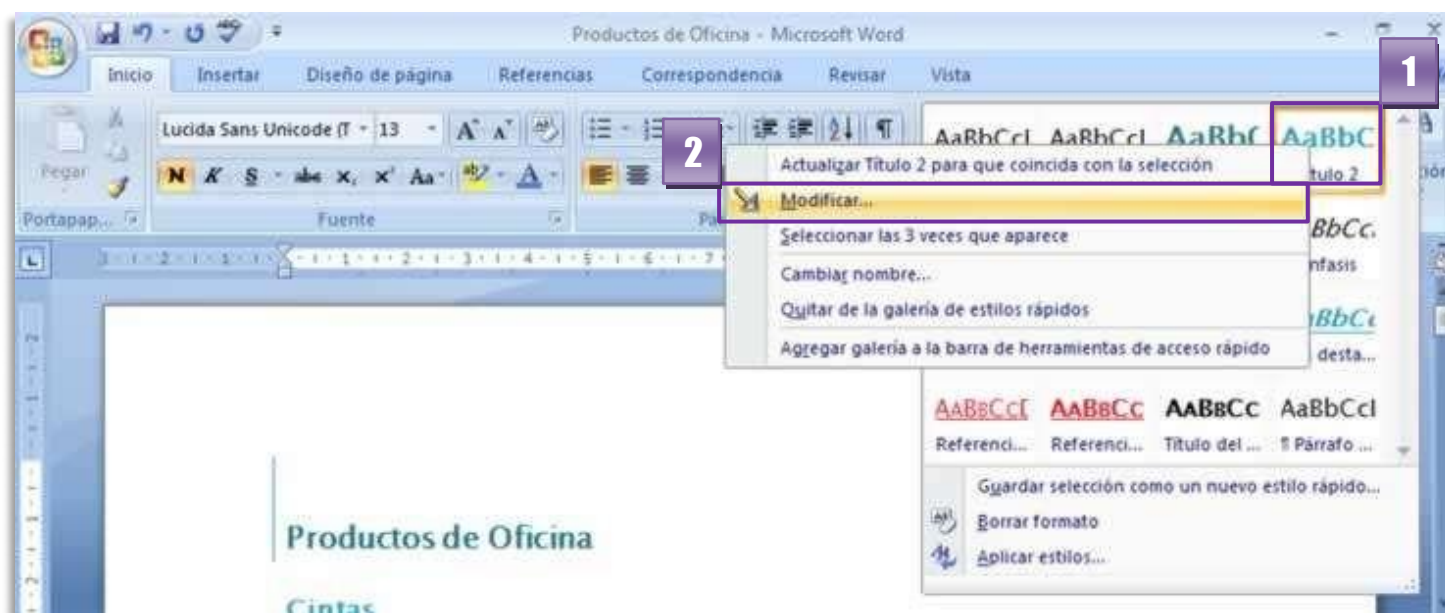 Productos de Oficina - Microsoft Word
Inicio Insertar Diseño de página Referencias Correspondencia Revisar Vista
1
Lucida Sans Unicode (T 13
AaBbCcI AaBbCcI AaBbC AaBbC
2
Actualizar Título 2 para que coincida con la selección
tulo 2
Pegar
N K S abc x, x² Aa A
Modificar...
Portapap... Fuente
Seleccionar las 3 veces que aparece
BbCc.
nfasis
Cambiar nombre...
Quitar de la galería de estilos rápidos
BbCc
Agregar galería a la barra de herramientas de acceso rápido
desta...
AABBCCI AABBCC AABBCC AaBbCcI
Referenci... Referenci... Título del ... ¶ Párrafo ...
Guardar selección como un nuevo estilo rápido...
Borrar formato
Aplicar estilos...
Productos de Oficina
Cintas